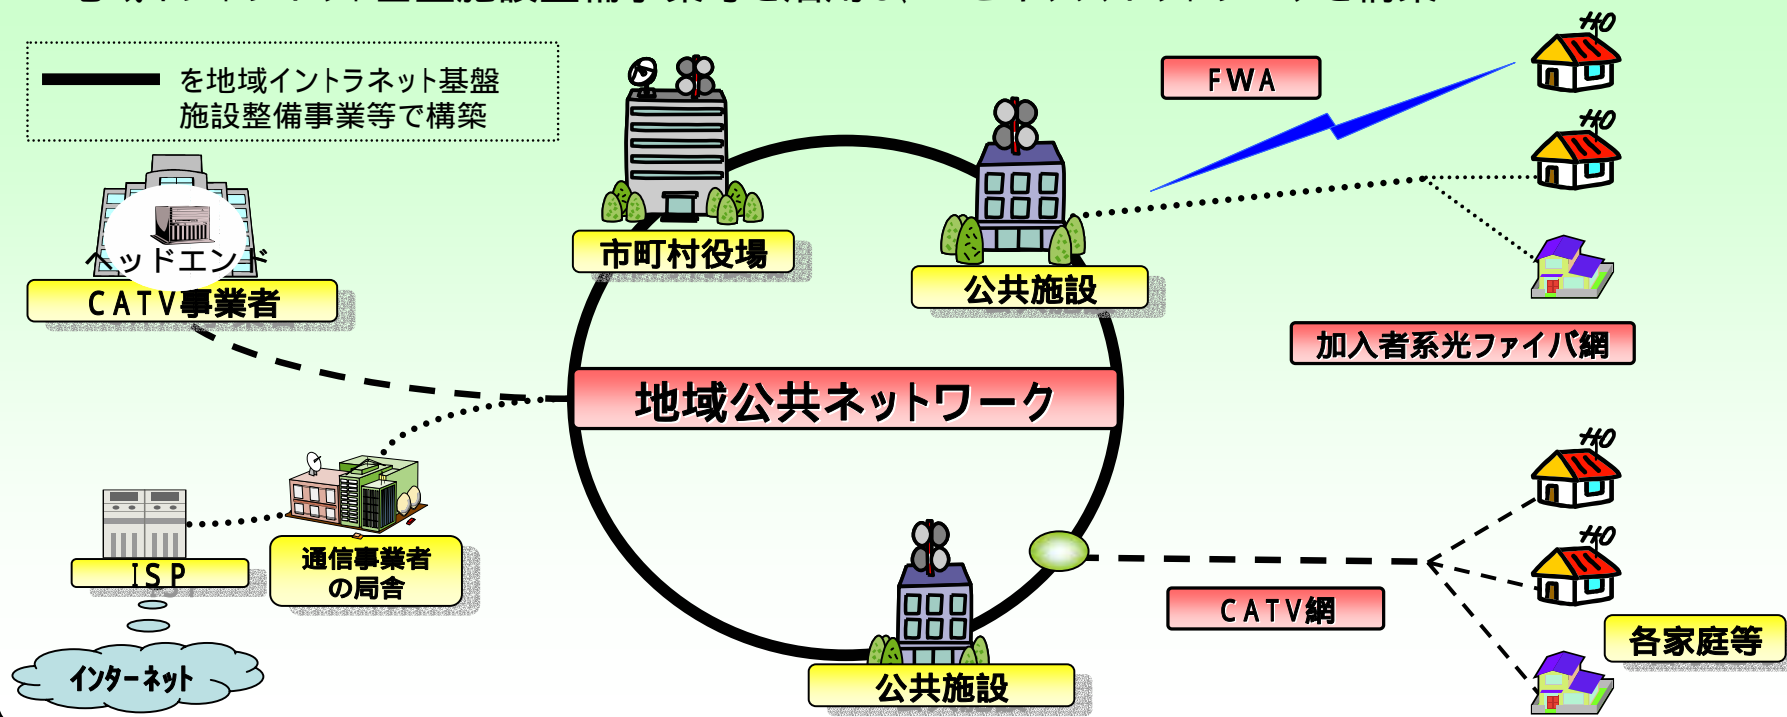 を地域イントラネット基盤
施設整備事業等で構築
FWA
市町村役場
公共施設
ヘッドエンド
CATV事業者
加入者系光ファイバ網
地域公共ネットワーク
通信事業者
の局舎
ISP
インターネット
CATV網
各家庭等
公共施設